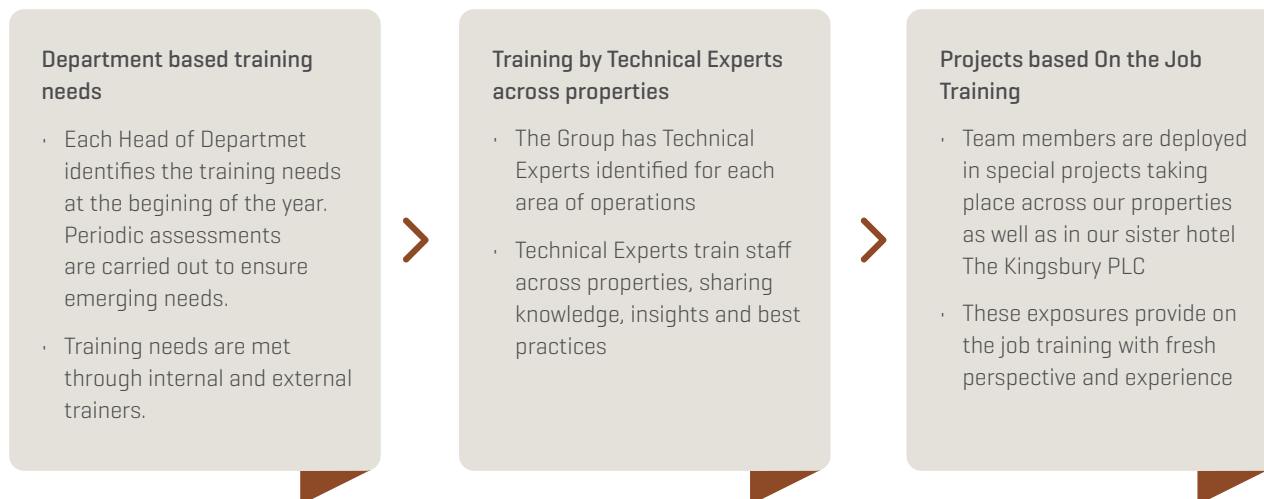 Department based training
needs
· Each Head of Departmet
identifies the training needs
at the begining of the year.
Periodic assessments
are carried out to ensure
emerging needs.
· Training needs are met
through internal and external
trainers.
Training by Technical Experts
across properties
· The Group has Technical
Experts identified for each
area of operations
· Technical Experts train staff
across properties, sharing
knowledge, insights and best
practices
Projects based On the Job
Training
· Team members are deployed
in special projects taking
place across our properties
as well as in our sister hotel
The Kingsbury PLC
· These exposures provide on
the job training with fresh
perspective and experience